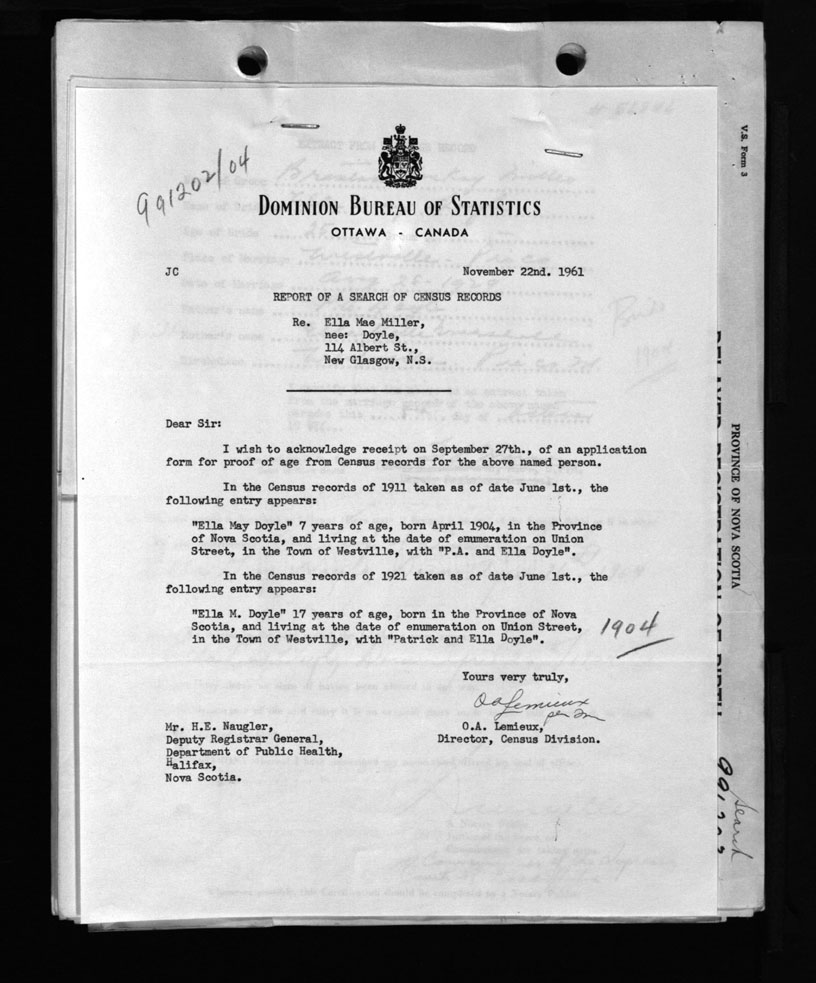 V.S. Form 3
991202/04
DOMINION BUREAU OF STATISTICS
OTTAWA - CANADA
JC
November 22nd. 1961
REPORT OF A SEARCH OF CENSUS RECORDS
Re. Ella Mae Miller,
nee: Doyle,
114 Albert St.,
New Glasgow, N.S.
Dear Sir:
I wish to acknowledge receipt on September 27th., of an application
form for proof of age from Census records for the above named person.
In the Census records of 1911 taken as of date June 1st., the
following entry appears:
"Ella May Doyle" 7 years of age, born April 1904, in the Province
of Nova Scotia, and living at the date of enumeration on Union
Street, in the Town of Westville, with "P.A. and Ella Doyle".
In the Census records of 1921 taken as of date June 1st., the
following entry appears:
"Ella M. Doyle" 17 years of age, born in the Province of Nova
Scotia, and living at the date of enumeration on Union Street,
in the Town of Westville, with "Patrick and Ella Doyle".
1904
Yours very truly,
O A Lemieux
per
Mr. H.E. Naugler,
Deputy Registrar General,
Department of Public Health,
Halifax,
Nova Scotia.
O.A. Lemieux,
Director, Census Division.
PROVINCE OF NOVA SCOTIA
DELAYED REGISTRATION OF BIRTH
Search